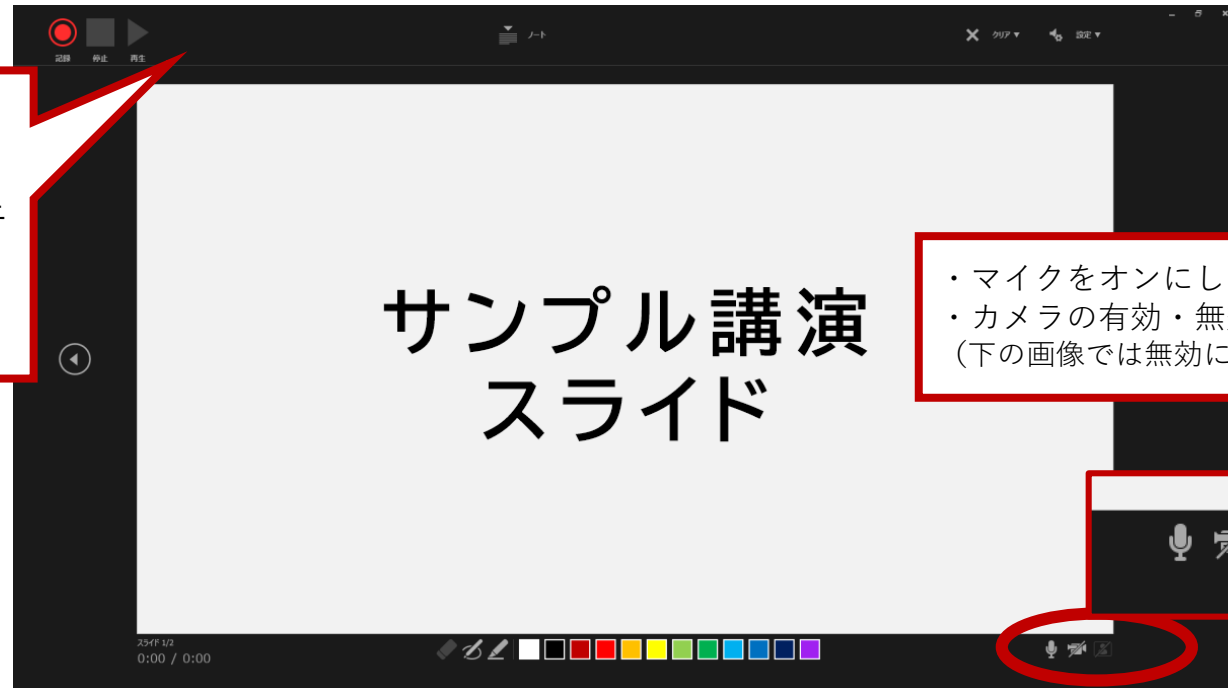 記録 停止 再生
ノート
クリア 設定
サンプル講演
スライド
・マイクをオンにし
・カメラの有効・無
（下の画像では無効に
スライド 1/2
0:00 / 0:00